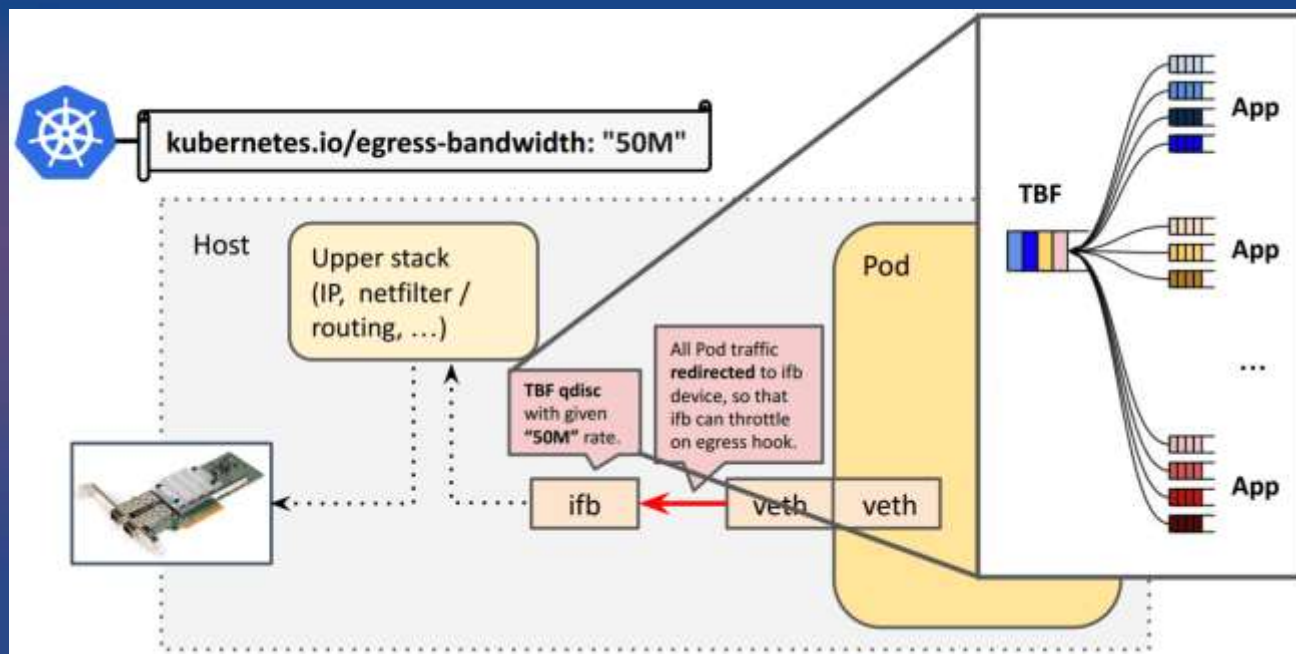 kubernetes.io/egress-bandwidth: "50M"
Host
Upper stack
(IP, netfilter /
routing, …)
TBF qdisc
with given
“50M” rate.
All Pod traffic
redirected to ifb
device, so that
ifb can throttle
on egress hook.
Pod
ifb
veth
veth
TBF
App
App
...
App